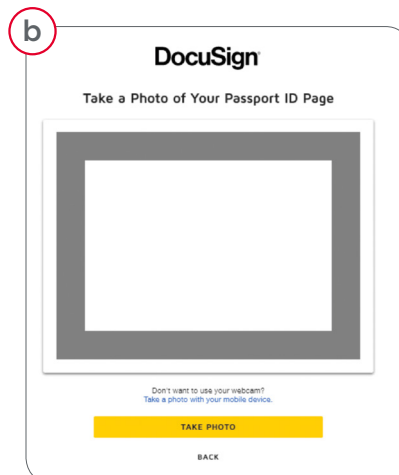 b
DocuSign
Take a Photo of Your Passport ID Page
Don't want to use your webcam?
Take a photo with your mobile device.
TAKE PHOTO
BACK